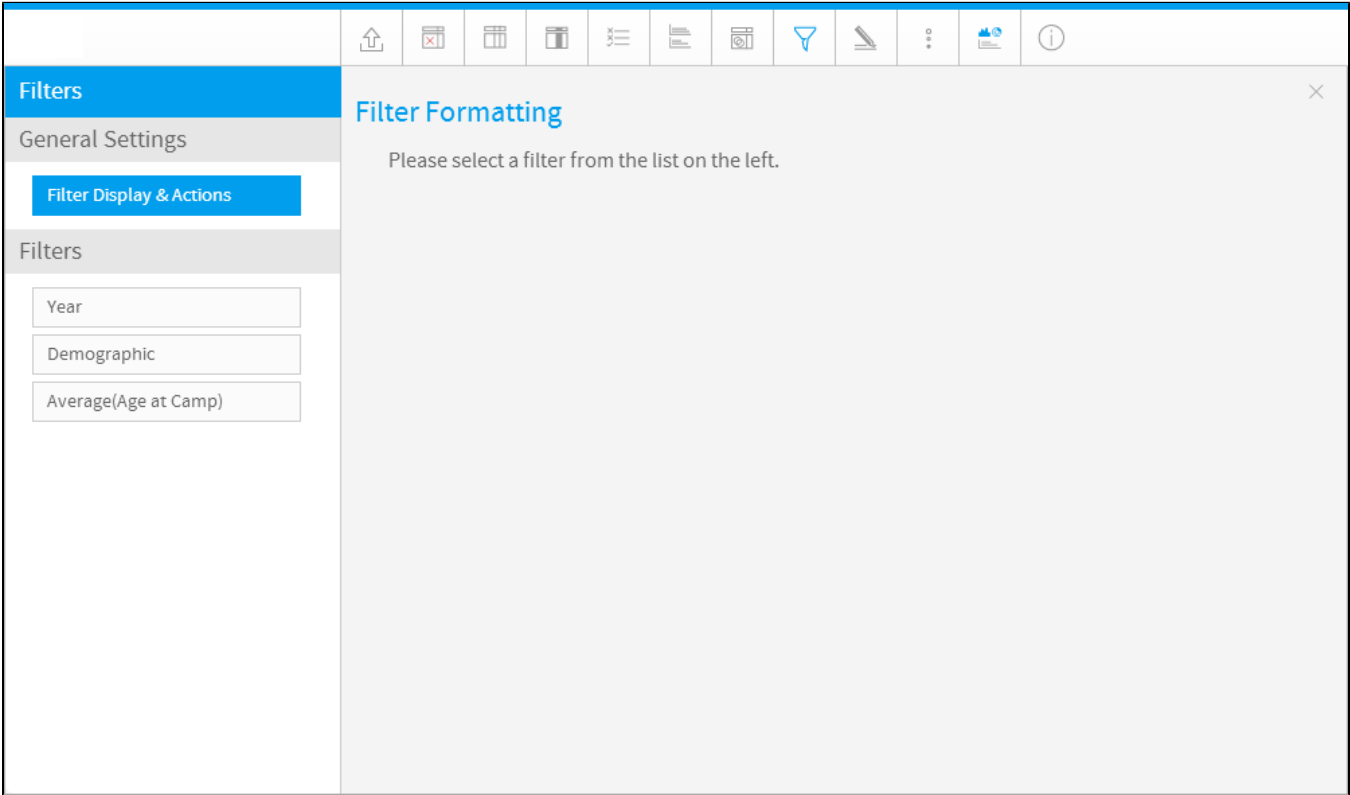 Filters
General Settings
Filter Display & Actions
Filters
Year
Demographic
Average(Age at Camp)
Filter Formatting
Please select a filter from the list on the left.